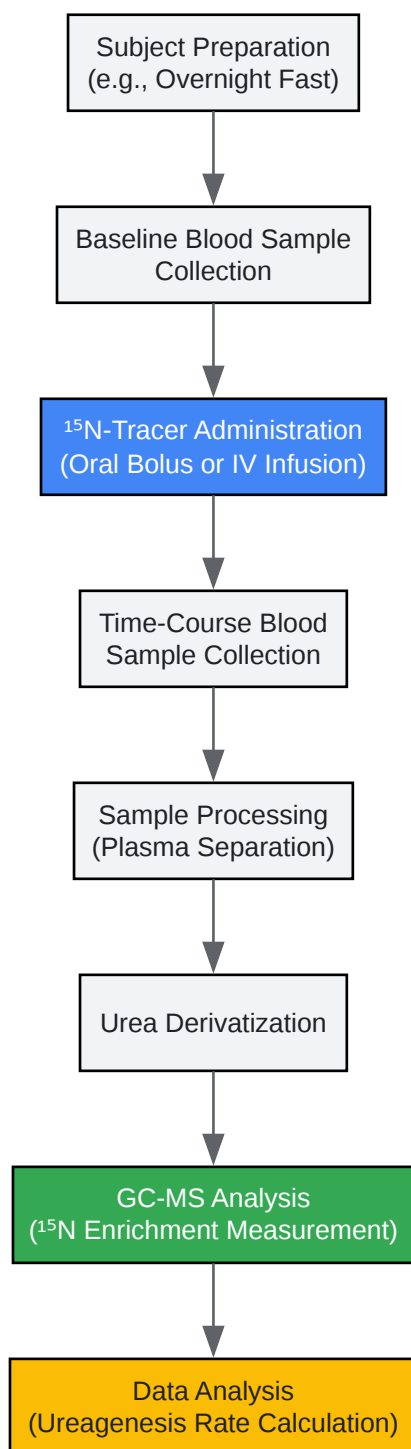 Subject Preparation
(e.g., Overnight Fast)
Baseline Blood Sample
Collection
¹⁵N-Tracer Administration
(Oral Bolus or IV Infusion)
Time-Course Blood
Sample Collection
Sample Processing
(Plasma Separation)
Urea Derivatization
GC-MS Analysis
(¹⁵N Enrichment Measurement)
Data Analysis
(Ureagenesis Rate Calculation)